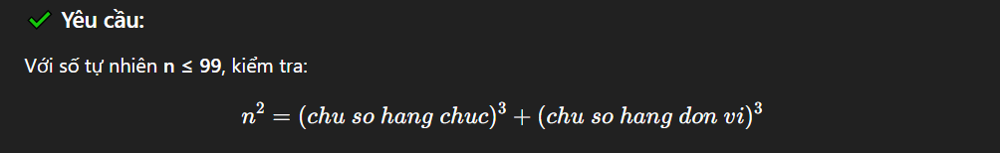 ✓ Yêu cầu:
Với số tự nhiên n ≤ 99, kiểm tra:
n² = (chu so hang chuc)³ + (chu so hang don vi)³